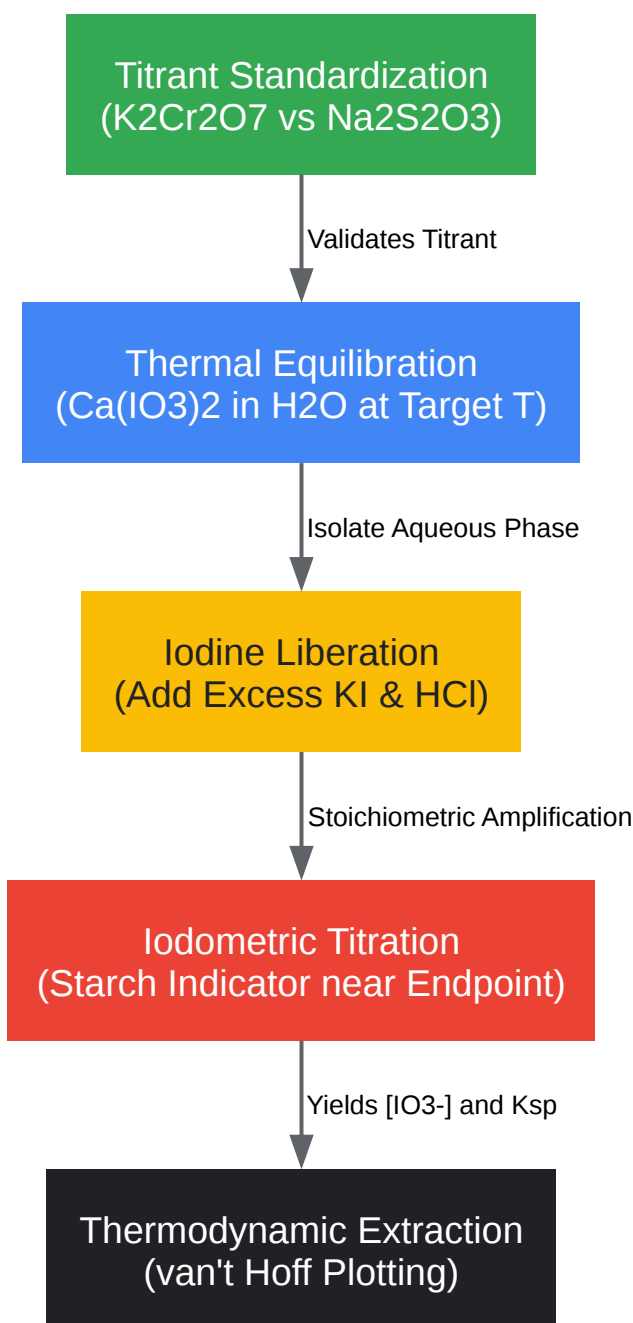 Titrant Standardization
(K2Cr2O7 vs Na2S2O3)
Validates Titrant
Thermal Equilibration
(Ca(IO3)2 in H2O at Target T)
Isolate Aqueous Phase
Iodine Liberation
(Add Excess KI & HCl)
Stoichiometric Amplification
Iodometric Titration
(Starch Indicator near Endpoint)
Yields [IO3-] and Ksp
Thermodynamic Extraction
(van't Hoff Plotting)